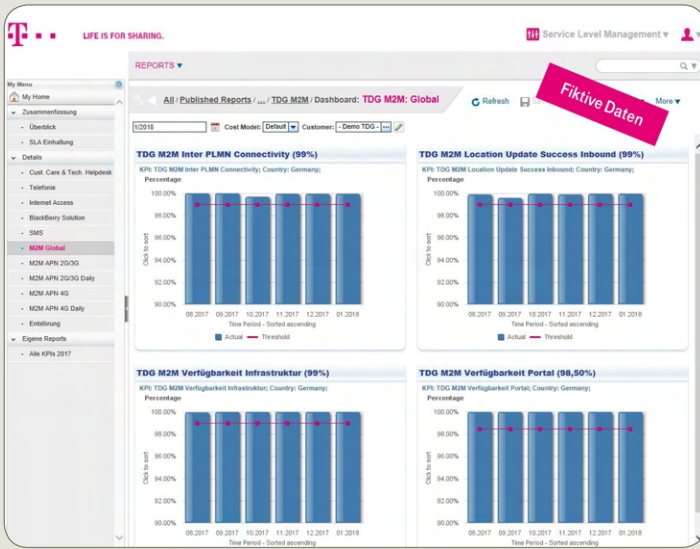 T
LIFE IS FOR SHARING.
Service Level Management
REPORTS
My Menu
My Home
Zusammenfassung
Überblick
SLA Einhaltung
Details
Cust. Care & Tech. Helpdesk
Telefonie
Internet Access
BlackBerry Solution
SMS
M2M Global
M2M APN 2G/3G
M2M APN 2G/3G Daily
M2M APN 4G
M2M APN 4G Daily
Entstörung
Eigene Reports
Alle KPIs 2017
All / Published Reports / ... / TDG M2M / Dashboard: TDG M2M: Global
Refresh
More
Fiktive Daten
1/2018 Cost Model: Default Customer: - Demo TDG - ...
TDG M2M Inter PLMN Connectivity (99%)
KPI: TDG M2M Inter PLMN Connectivity; Country: Germany;
Percentage
100.00%
98.00%
96.00%
94.00%
92.00%
90.00%
Click to sort
08.2017 09.2017 10.2017 11.2017 12.2017 01.2018
Time Period - Sorted ascending
Actual Threshold
TDG M2M Location Update Success Inbound (99%)
KPI: TDG M2M Location Update Success Inbound; Country: Germany;
Percentage
100.00%
98.00%
96.00%
94.00%
92.00%
90.00%
Click to sort
08.2017 09.2017 10.2017 11.2017 12.2017 01.2018
Time Period - Sorted ascending
Actual Threshold
TDG M2M Verfügbarkeit Infrastruktur (99%)
KPI: TDG M2M Verfügbarkeit Infrastruktur; Country: Germany;
Percentage
100.00%
98.00%
96.00%
94.00%
92.00%
90.00%
Click to sort
08.2017 09.2017 10.2017 11.2017 12.2017 01.2018
Time Period - Sorted ascending
TDG M2M Verfügbarkeit Portal (98,50%)
KPI: TDG M2M Verfügbarkeit Portal; Country: Germany;
Percentage
100.00%
98.00%
96.00%
94.00%
92.00%
90.00%
Click to sort
08.2017 09.2017 10.2017 11.2017 12.2017 01.2018
Time Period - Sorted ascending